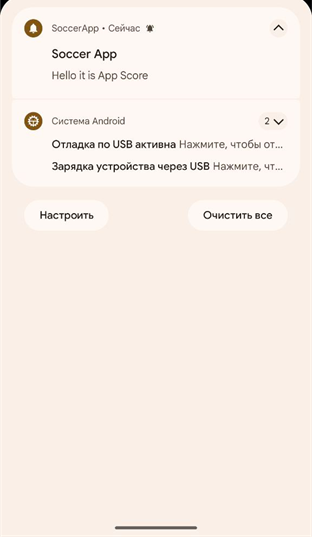 SoccerApp • Сейчас
Soccer App
Hello it is App Score
Система Android
2
Отладка по USB активна Нажмите, чтобы от...
Зарядка устройства через USB Нажмите, чт...
Настроить
Очистить все